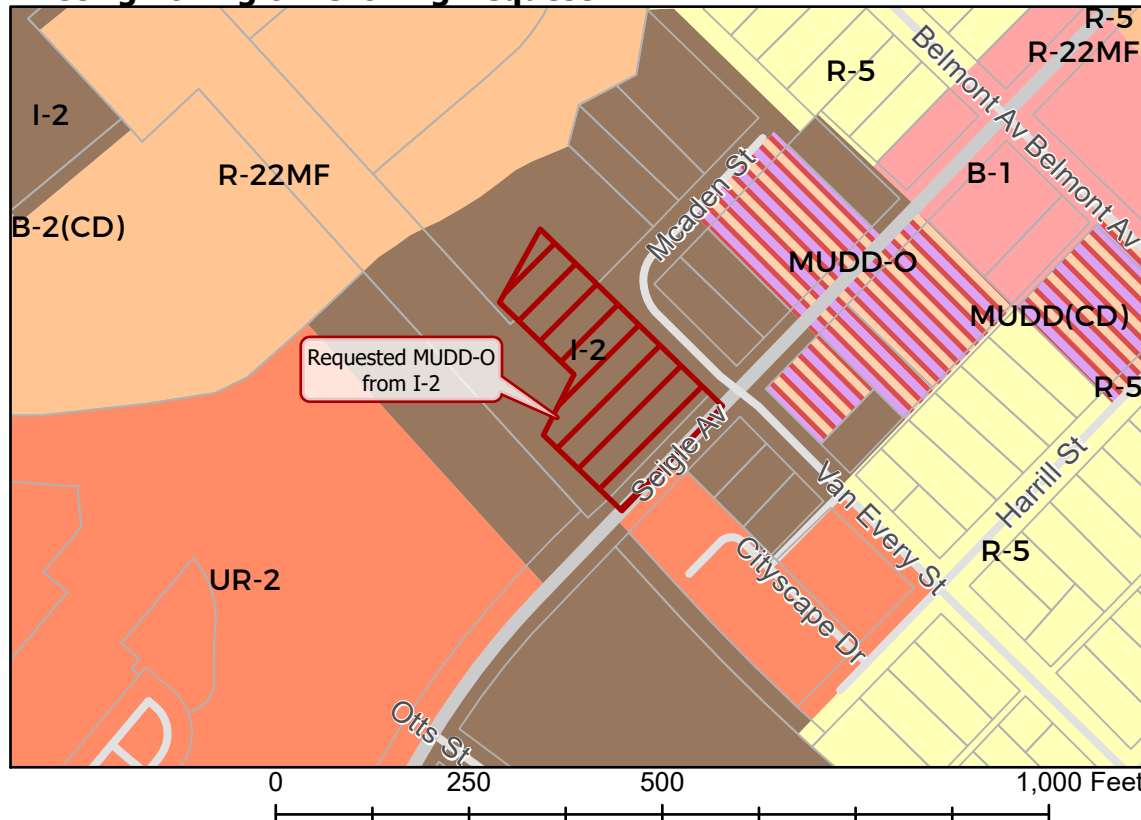 R-5
R-22MF
Belmont Av
Belmont Av
R-5
I-2
B-1
R-22MF
Mcaden St
B-2(CD)
MUDD-O
MUDD(CD)
I-2
Requested MUDD-O
from I-2
R-5
Seigle Av
Harrill St
Van Every St
R-5
Cityscape Dr
UR-2
Otts St
0 250 500 1,000 Feet